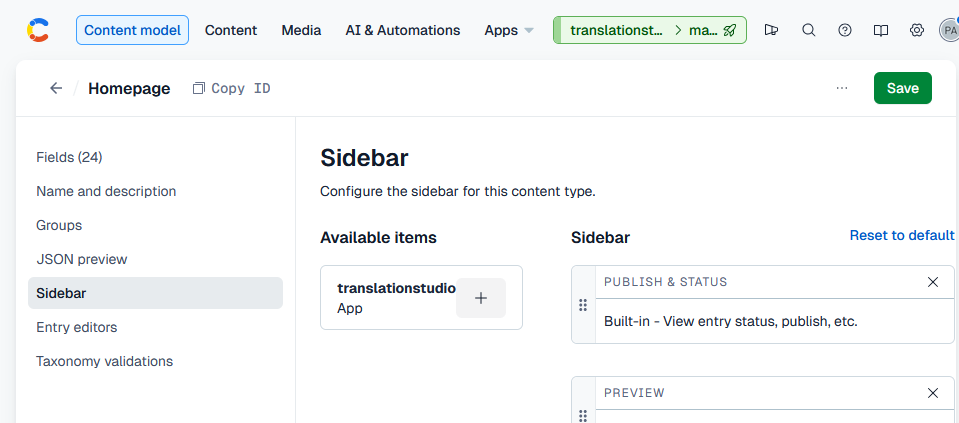 Content model Content Media AI & Automations Apps translationst... ma... PA
Homepage Copy ID ... Save
Fields (24)
Name and description
Groups
JSON preview
Sidebar
Entry editors
Taxonomy validations
Sidebar
Configure the sidebar for this content type.
Available items
translationstudio
App
Sidebar
Reset to default
PUBLISH & STATUS
Built-in - View entry status, publish, etc.
PREVIEW